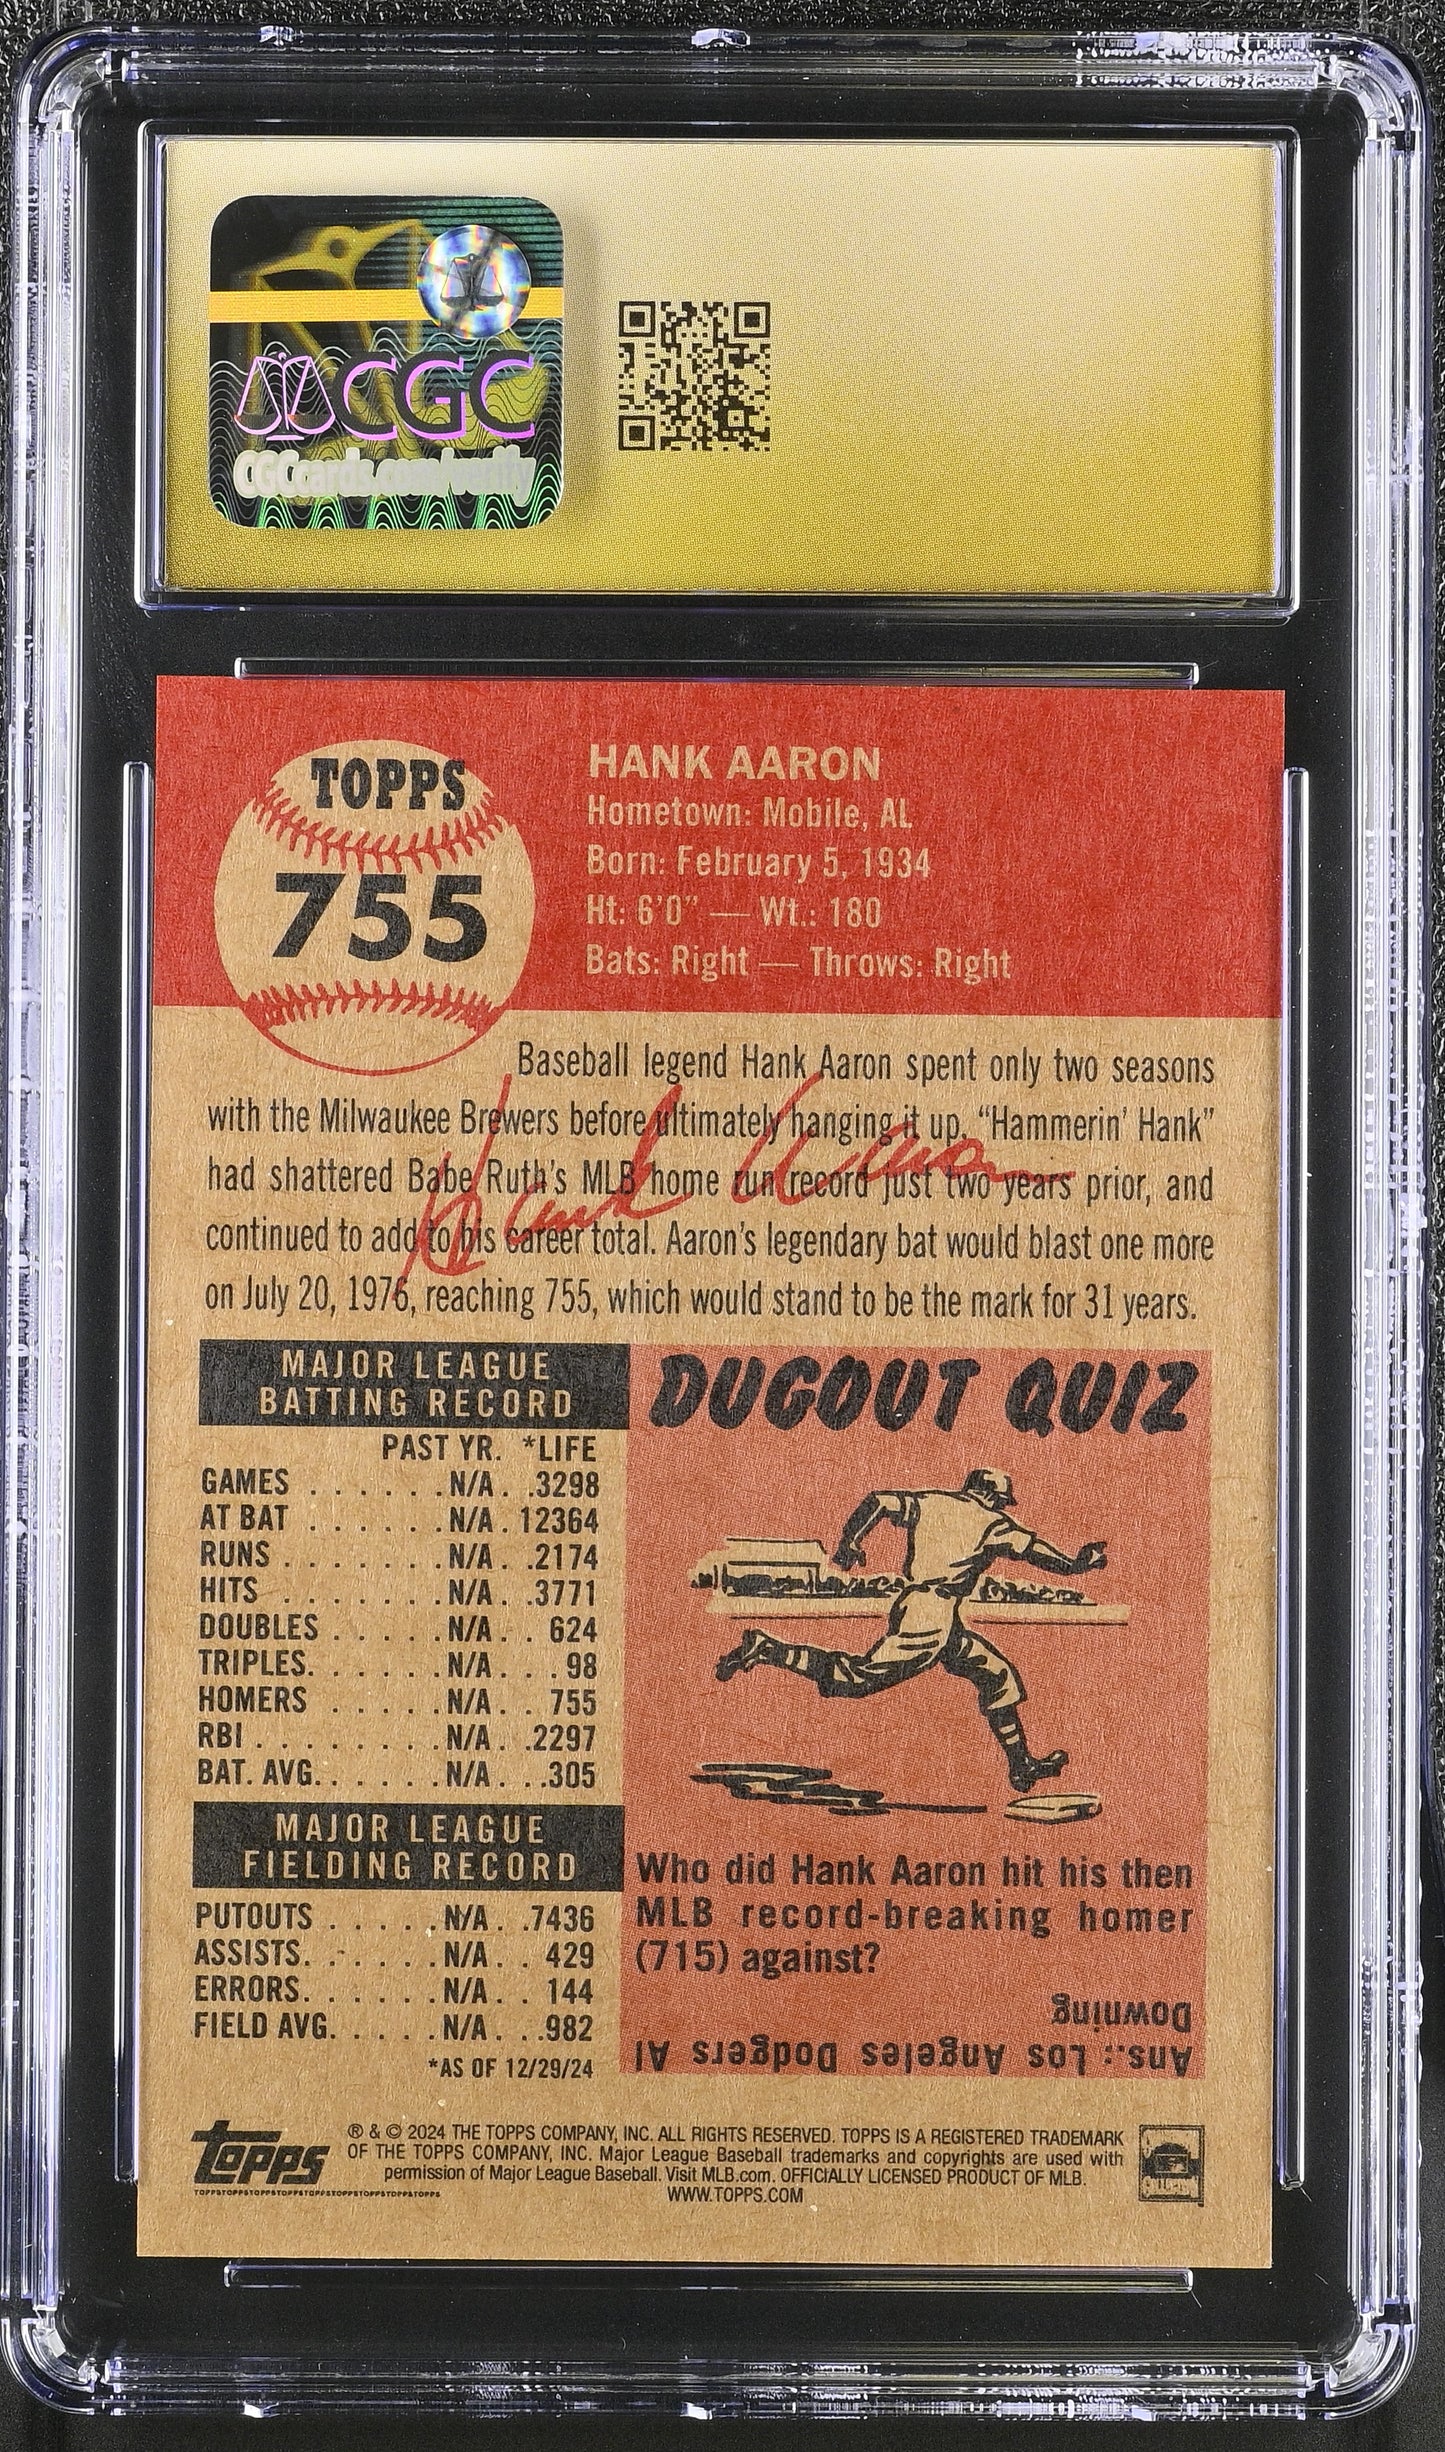 CGC
CGCcards.com/verify
TOPPS
755
HANK AARON
Hometown: Mobile, AL
Born: February 5, 1934
Ht: 6'0" — Wt.: 180
Bats: Right — Throws: Right
Baseball legend Hank Aaron spent only two seasons
with the Milwaukee Brewers before ultimately hanging it up. “Hammerin’ Hank”
had shattered Babe Ruth’s MLB home run record just two years prior, and
continued to add to his career total. Aaron’s legendary bat would blast one more
on July 20, 1976, reaching 755, which would stand to be the mark for 31 years.
Hank Aaron
MAJOR LEAGUE
BATTING RECORD
PAST YR. *LIFE
GAMES . . . . . . .N/A. .3298
AT BAT . . . . . . .N/A. 12364
RUNS . . . . . . . .N/A. .2174
HITS . . . . . . . .N/A. .3771
DOUBLES . . . . . .N/A. . 624
TRIPLES. . . . . . .N/A. . . 98
HOMERS . . . . . .N/A. . 755
RBI . . . . . . . . .N/A. .2297
BAT. AVG. . . . . . .N/A. . .305
MAJOR LEAGUE
FIELDING RECORD
PUTOUTS . . . . . .N/A. .7436
ASSISTS. . . . . . .N/A. . 429
ERRORS. . . . . . .N/A. . 144
FIELD AVG. . . . . .N/A. . .982
*AS OF 12/29/24
DUGOUT QUIZ
Who did Hank Aaron hit his then
MLB record-breaking homer
(715) against?
Ans.: Los Angeles Dodgers Al
Downing
TOPPS
TOPPSTOPPSTOPPSTOPPSTOPPSTOPPSTOPPSTOPPSTOPPS
® & © 2024 THE TOPPS COMPANY, INC. ALL RIGHTS RESERVED. TOPPS IS A REGISTERED TRADEMARK
OF THE TOPPS COMPANY, INC. Major League Baseball trademarks and copyrights are used with
permission of Major League Baseball. Visit MLB.com. OFFICIALLY LICENSED PRODUCT OF MLB.
WWW.TOPPS.COM